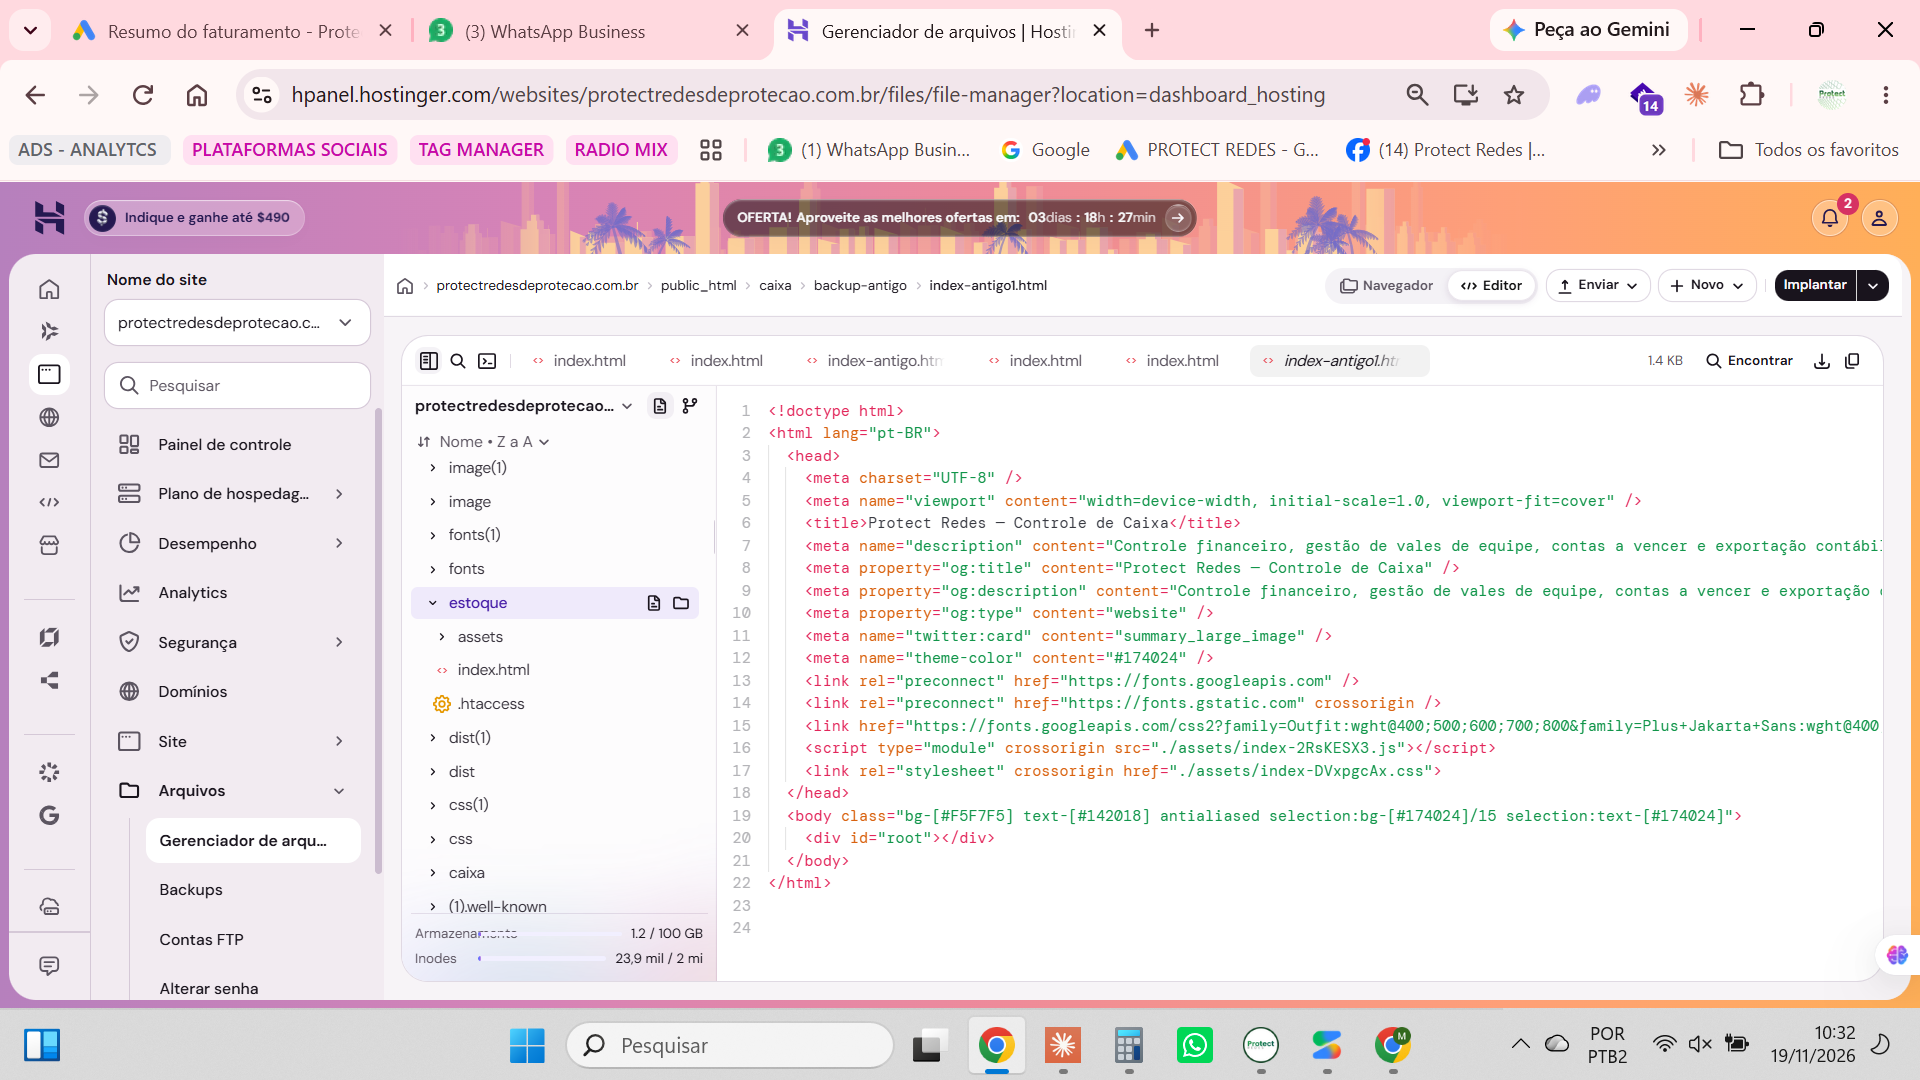 Resumo do faturamento - Prote
3
(3) WhatsApp Business
Gerenciador de arquivos | Hosti
Peça ao Gemini
hpanel.hostinger.com/websites/protectredesdeprotecao.com.br/files/file-manager?location=dashboard_hosting
14
ADS - ANALYTCS
PLATAFORMAS SOCIAIS
TAG MANAGER
RADIO MIX
3
(1) WhatsApp Busin...
Google
PROTECT REDES - G...
(14) Protect Redes |...
Todos os favoritos
Indique e ganhe até $490
OFERTA! Aproveite as melhores ofertas em: 03dias : 18h : 27min
2
Nome do site
protectredesdeprotecao.c...
Pesquisar
Painel de controle
Plano de hospedag...
Desempenho
Analytics
Segurança
Domínios
Site
Arquivos
Gerenciador de arqu...
Backups
Contas FTP
Alterar senha
protectredesdeprotecao.com.br
public_html
caixa
backup-antigo
index-antigo1.html
Navegador
Editor
Enviar
Novo
Implantar
index.html
index.html
index-antigo.htm
index.html
index.html
index-antigo1.ht
1.4 KB
Encontrar
protectredesdeprotecao...
Nome • Z a A
image(1)
image
fonts(1)
fonts
estoque
assets
index.html
.htaccess
dist(1)
dist
css(1)
css
caixa
(1).well-known
Armazenamento
1.2 / 100 GB
Inodes
23,9 mil / 2 mi
1 <!doctype html>
2 <html lang="pt-BR">
3 <head>
4 <meta charset="UTF-8" />
5 <meta name="viewport" content="width=device-width, initial-scale=1.0, viewport-fit=cover" />
6 <title>Protect Redes — Controle de Caixa</title>
7 <meta name="description" content="Controle financeiro, gestão de vales de equipe, contas a vencer e exportação contábil
8 <meta property="og:title" content="Protect Redes — Controle de Caixa" />
9 <meta property="og:description" content="Controle financeiro, gestão de vales de equipe, contas a vencer e exportação c
10 <meta property="og:type" content="website" />
11 <meta name="twitter:card" content="summary_large_image" />
12 <meta name="theme-color" content="#174024" />
13 <link rel="preconnect" href="https://fonts.googleapis.com" />
14 <link rel="preconnect" href="https://fonts.gstatic.com" crossorigin />
15 <link href="https://fonts.googleapis.com/css2?family=Outfit:wght@400;500;600;700;800&family=Plus+Jakarta+Sans:wght@400
16 <script type="module" crossorigin src="./assets/index-2RsKESX3.js"></script>
17 <link rel="stylesheet" crossorigin href="./assets/index-DVxpgcAx.css">
18 </head>
19 <body class="bg-[#F5F7F5] text-[#142018] antialiased selection:bg-[#174024]/15 selection:text-[#174024]">
20 <div id="root"></div>
21 </body>
22 </html>
23
24
Pesquisar
Protect
M
POR
PTB2
10:32
19/11/2026